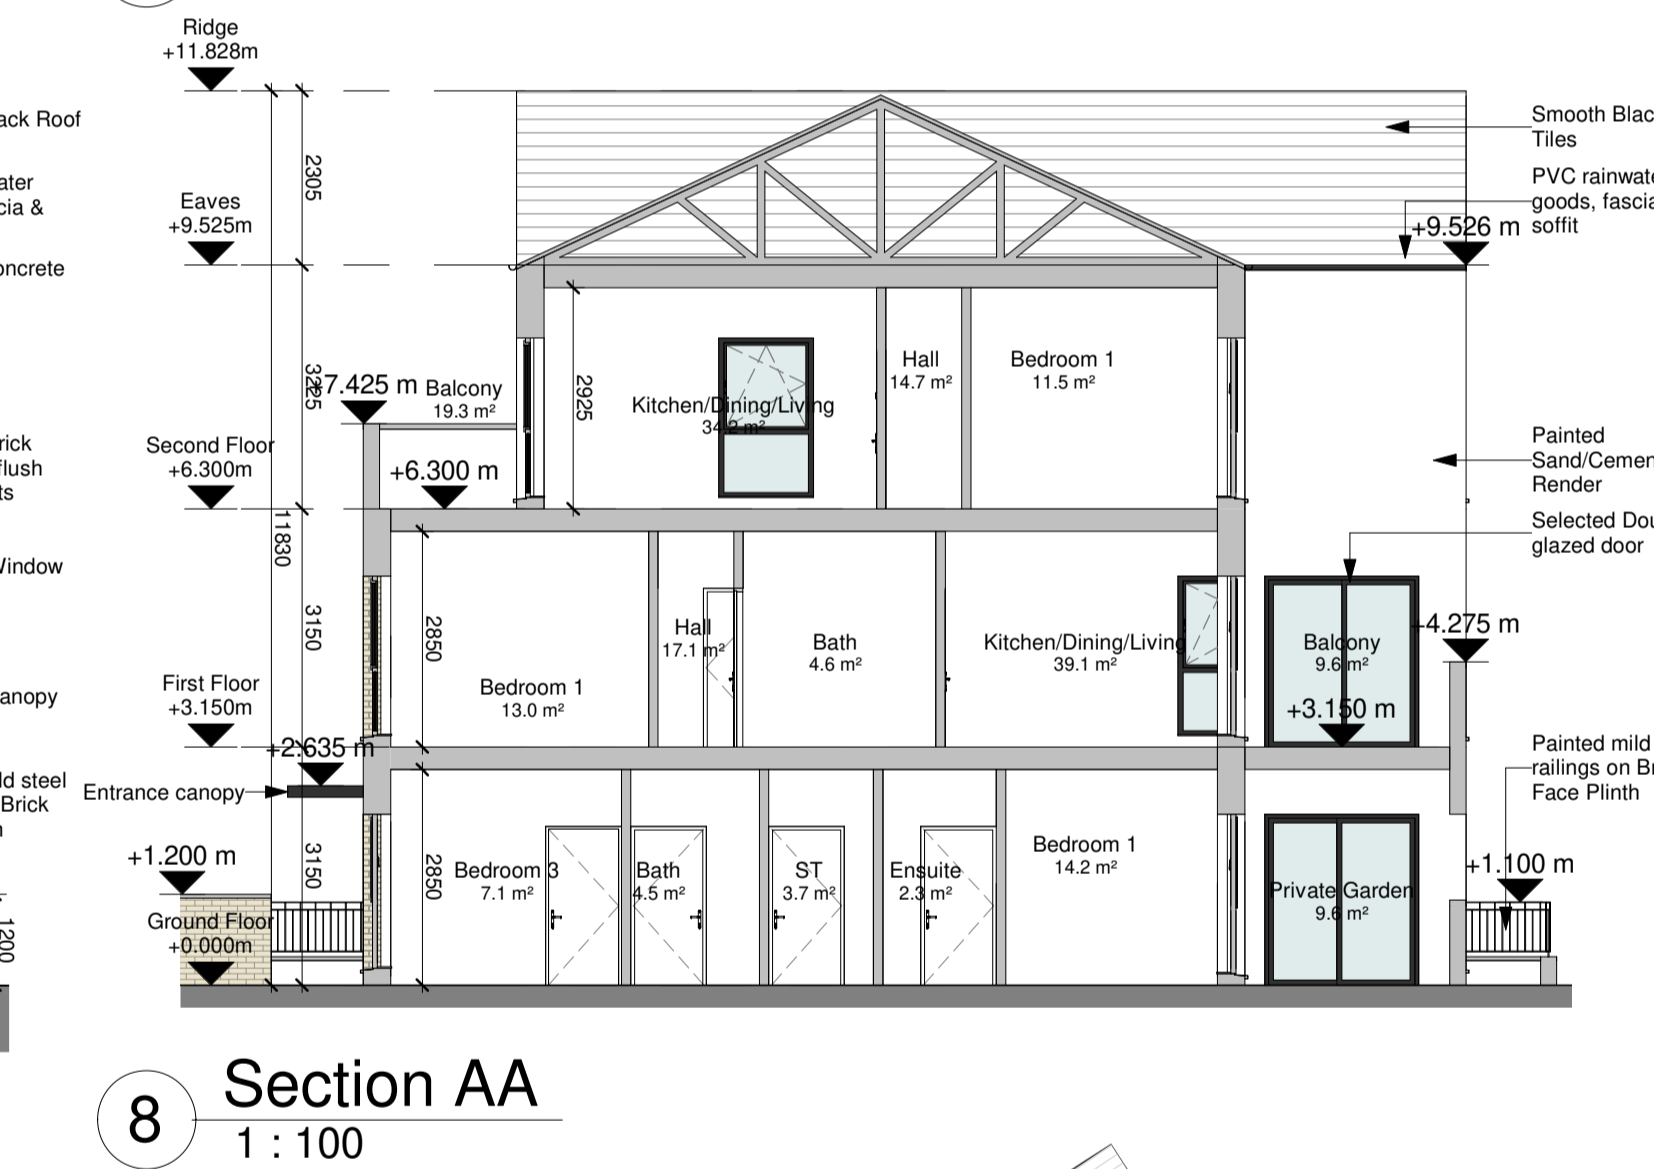 Ridge
+11.828m
ack Roof
ater
cia &
Eaves
+9.525m
oncrete
2305
Smooth Blac
Tiles
PVC rainwate
goods, fascia
soffit
+9.526 m
3225
+7.425 m
Balcony
19.3 m²
2925
Kitchen/Dining/Living
34.2 m²
Hall
14.7 m²
Bedroom 1
11.5 m²
rick
flush
ts
Second Floor
+6.300m
+6.300 m
Painted
Sand/Cemen
Render
Selected Dou
glazed door
11830
Window
3150
2850
Hall
17.1 m²
Bath
4.6 m²
Kitchen/Dining/Living
39.1 m²
Balcony
9.6 m²
+4.275 m
Bedroom 1
13.0 m²
anopy
First Floor
+3.150m
+3.150 m
+2.635 m
Entrance canopy
ld steel
Brick
Painted mild
railings on Br
Face Plinth
+1.200 m
3150
2850
Bedroom 3
7.1 m²
Bath
4.5 m²
ST
3.7 m²
Ensuite
2.3 m²
Bedroom 1
14.2 m²
Private Garden
9.6 m²
+1.100 m
1200
Ground Floor
+0.000m
8
Section AA
1 : 100